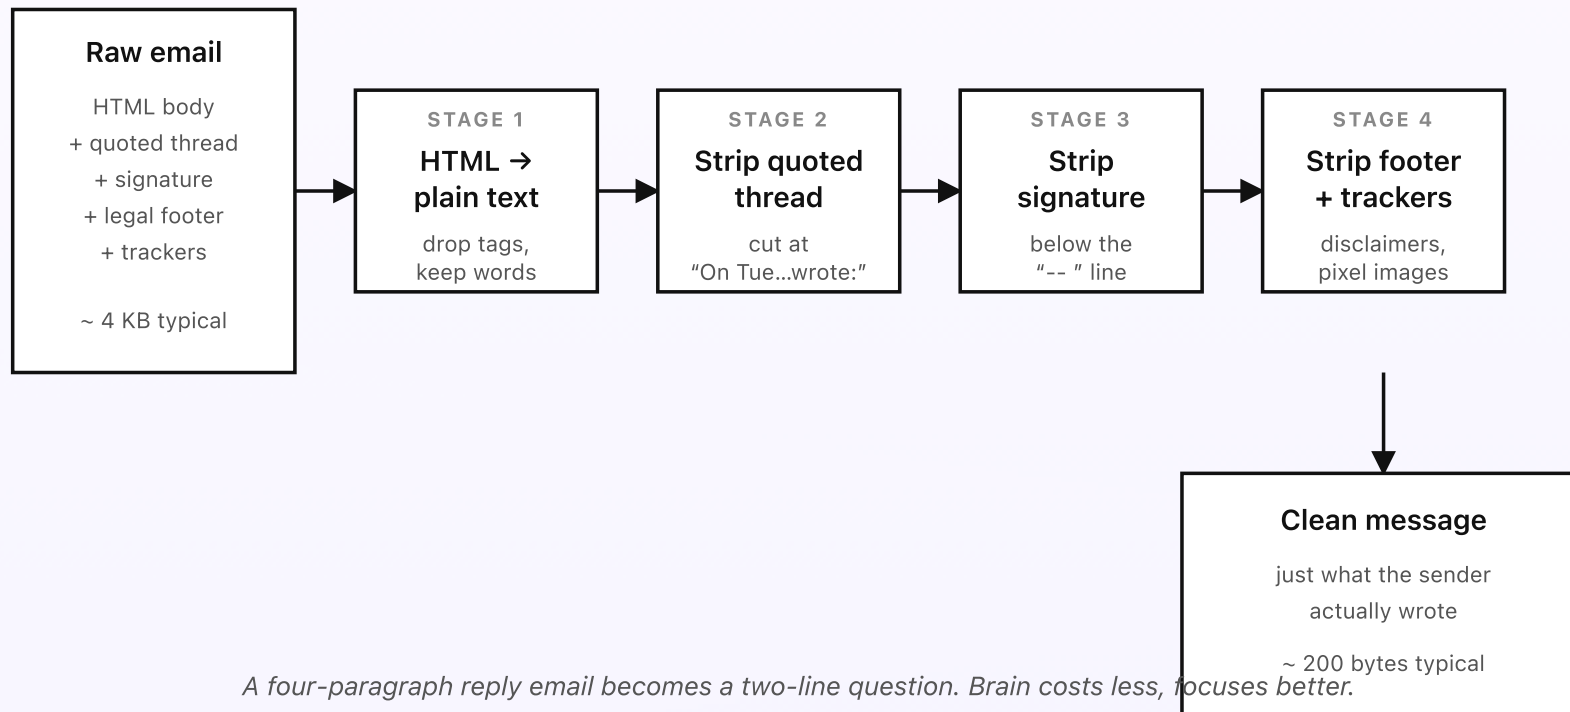 Raw email
HTML body
+ quoted thread
+ signature
+ legal footer
+ trackers
~ 4 KB typical
STAGE 1
HTML →
plain text
drop tags,
keep words
STAGE 2
Strip quoted
thread
cut at
“On Tue...wrote:”
STAGE 3
Strip
signature
below the
“-- ” line
STAGE 4
Strip footer
+ trackers
disclaimers,
pixel images
Clean message
just what the sender
actually wrote
~ 200 bytes typical
A four-paragraph reply email becomes a two-line question. Brain costs less, focuses better.